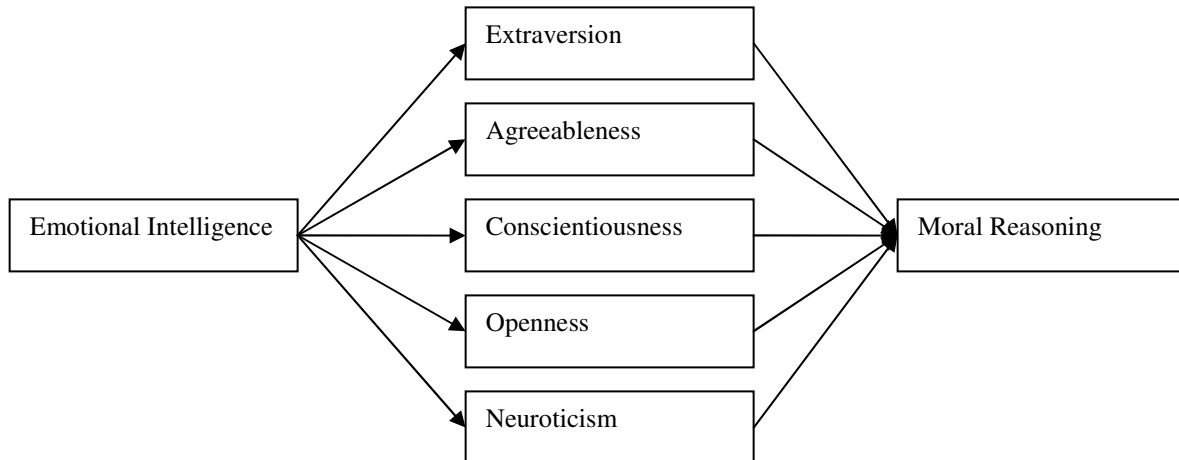 Extraversion
Agreeableness
Emotional Intelligence
Conscientiousness
Moral Reasoning
Openness
Neuroticism